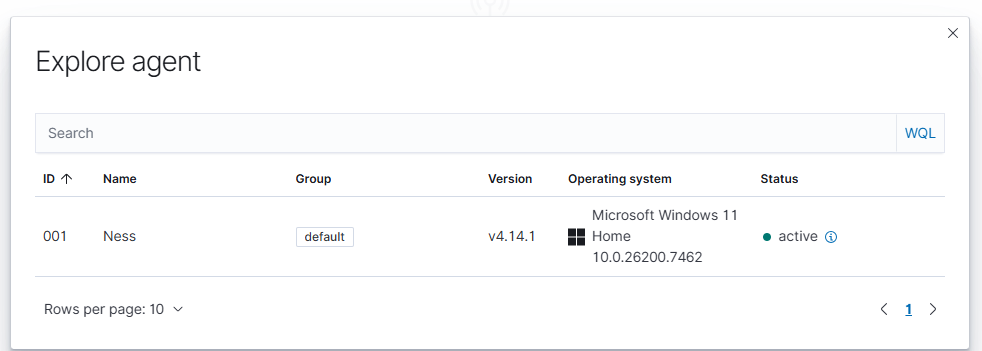 Explore agent
Search WQL
ID Name Group Version Operating system Status
001 Ness default v4.14.1 Microsoft Windows 11 Home 10.0.26200.7462 active
Rows per page: 10 1